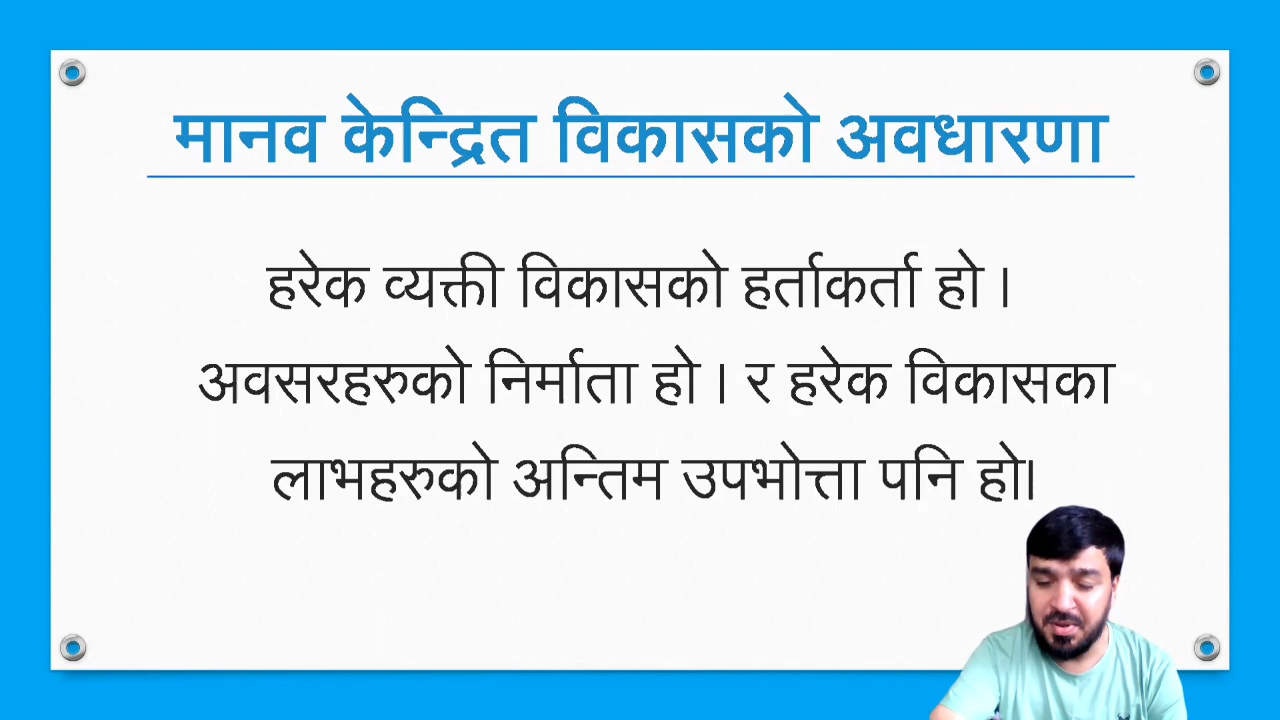 मानव केन्द्रित विकासको अवधारणा
हरेक व्यक्ती विकासको हर्ताकर्ता हो ।
अवसरहरुको निर्माता हो । र हरेक विकासका
लाभहरुको अन्तिम उपभोत्ता पनि हो।